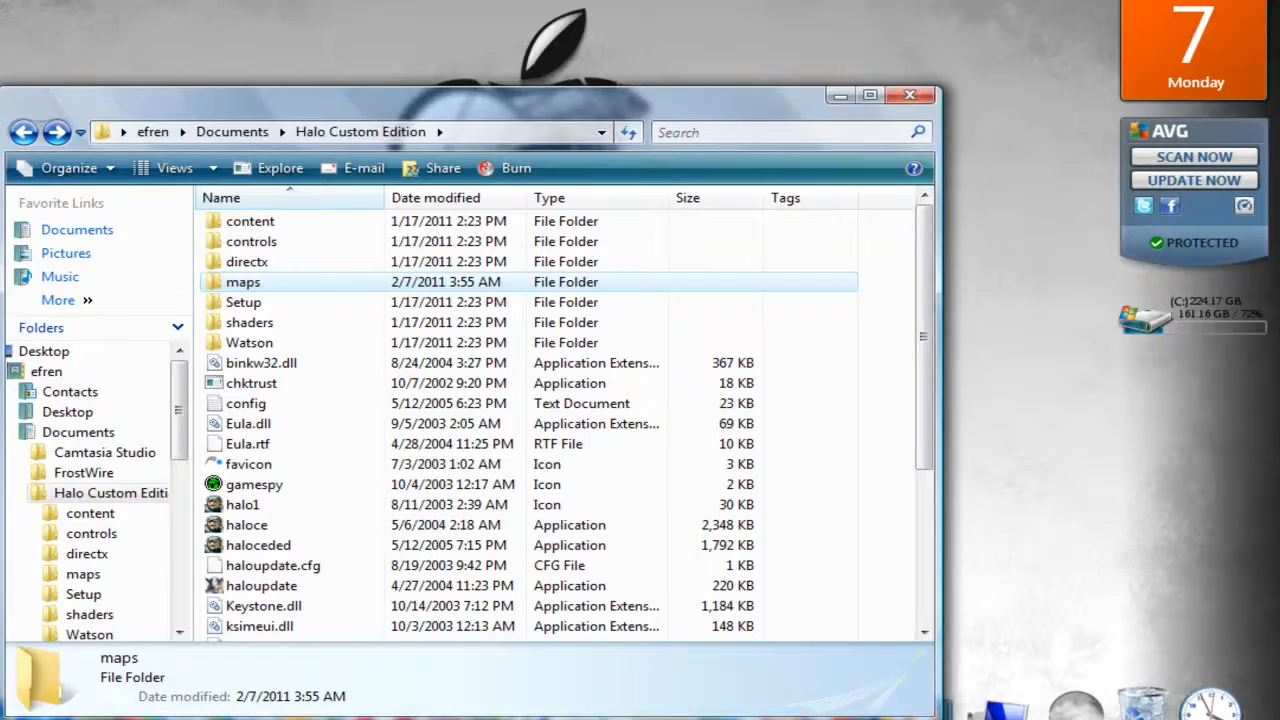 7
Monday
AVG
SCAN NOW
UPDATE NOW
PROTECTED
(C:) 224.17 GB
161.16 GB / 72%
efren Documents Halo Custom Edition
Search
Organize Views Explore E-mail Share Burn
Favorite Links
Documents
Pictures
Music
More »
Folders
Desktop
efren
Contacts
Desktop
Documents
Camtasia Studio
FrostWire
Halo Custom Editi
content
controls
directx
maps
Setup
shaders
Watson
Name Date modified Type Size Tags
content 1/17/2011 2:23 PM File Folder
controls 1/17/2011 2:23 PM File Folder
directx 1/17/2011 2:23 PM File Folder
maps 2/7/2011 3:55 AM File Folder
Setup 1/17/2011 2:23 PM File Folder
shaders 1/17/2011 2:23 PM File Folder
Watson 1/17/2011 2:23 PM File Folder
binkw32.dll 8/24/2004 3:27 PM Application Extens... 367 KB
chktrust 10/7/2002 9:20 PM Application 18 KB
config 5/12/2005 6:23 PM Text Document 23 KB
Eula.dll 9/5/2003 2:05 AM Application Extens... 69 KB
Eula.rtf 4/28/2004 11:25 PM RTF File 10 KB
favicon 7/3/2003 1:02 AM Icon 3 KB
gamespy 10/4/2003 12:17 AM Icon 2 KB
halo1 8/11/2003 2:39 AM Icon 30 KB
haloce 5/6/2004 2:18 AM Application 2,348 KB
haloceded 5/12/2005 7:15 PM Application 1,792 KB
haloupdate.cfg 8/19/2003 9:42 PM CFG File 1 KB
haloupdate 4/27/2004 11:23 PM Application 220 KB
Keystone.dll 10/14/2003 7:12 PM Application Extens... 1,184 KB
ksimeui.dll 10/3/2003 12:13 AM Application Extens... 148 KB
maps
File Folder
Date modified: 2/7/2011 3:55 AM